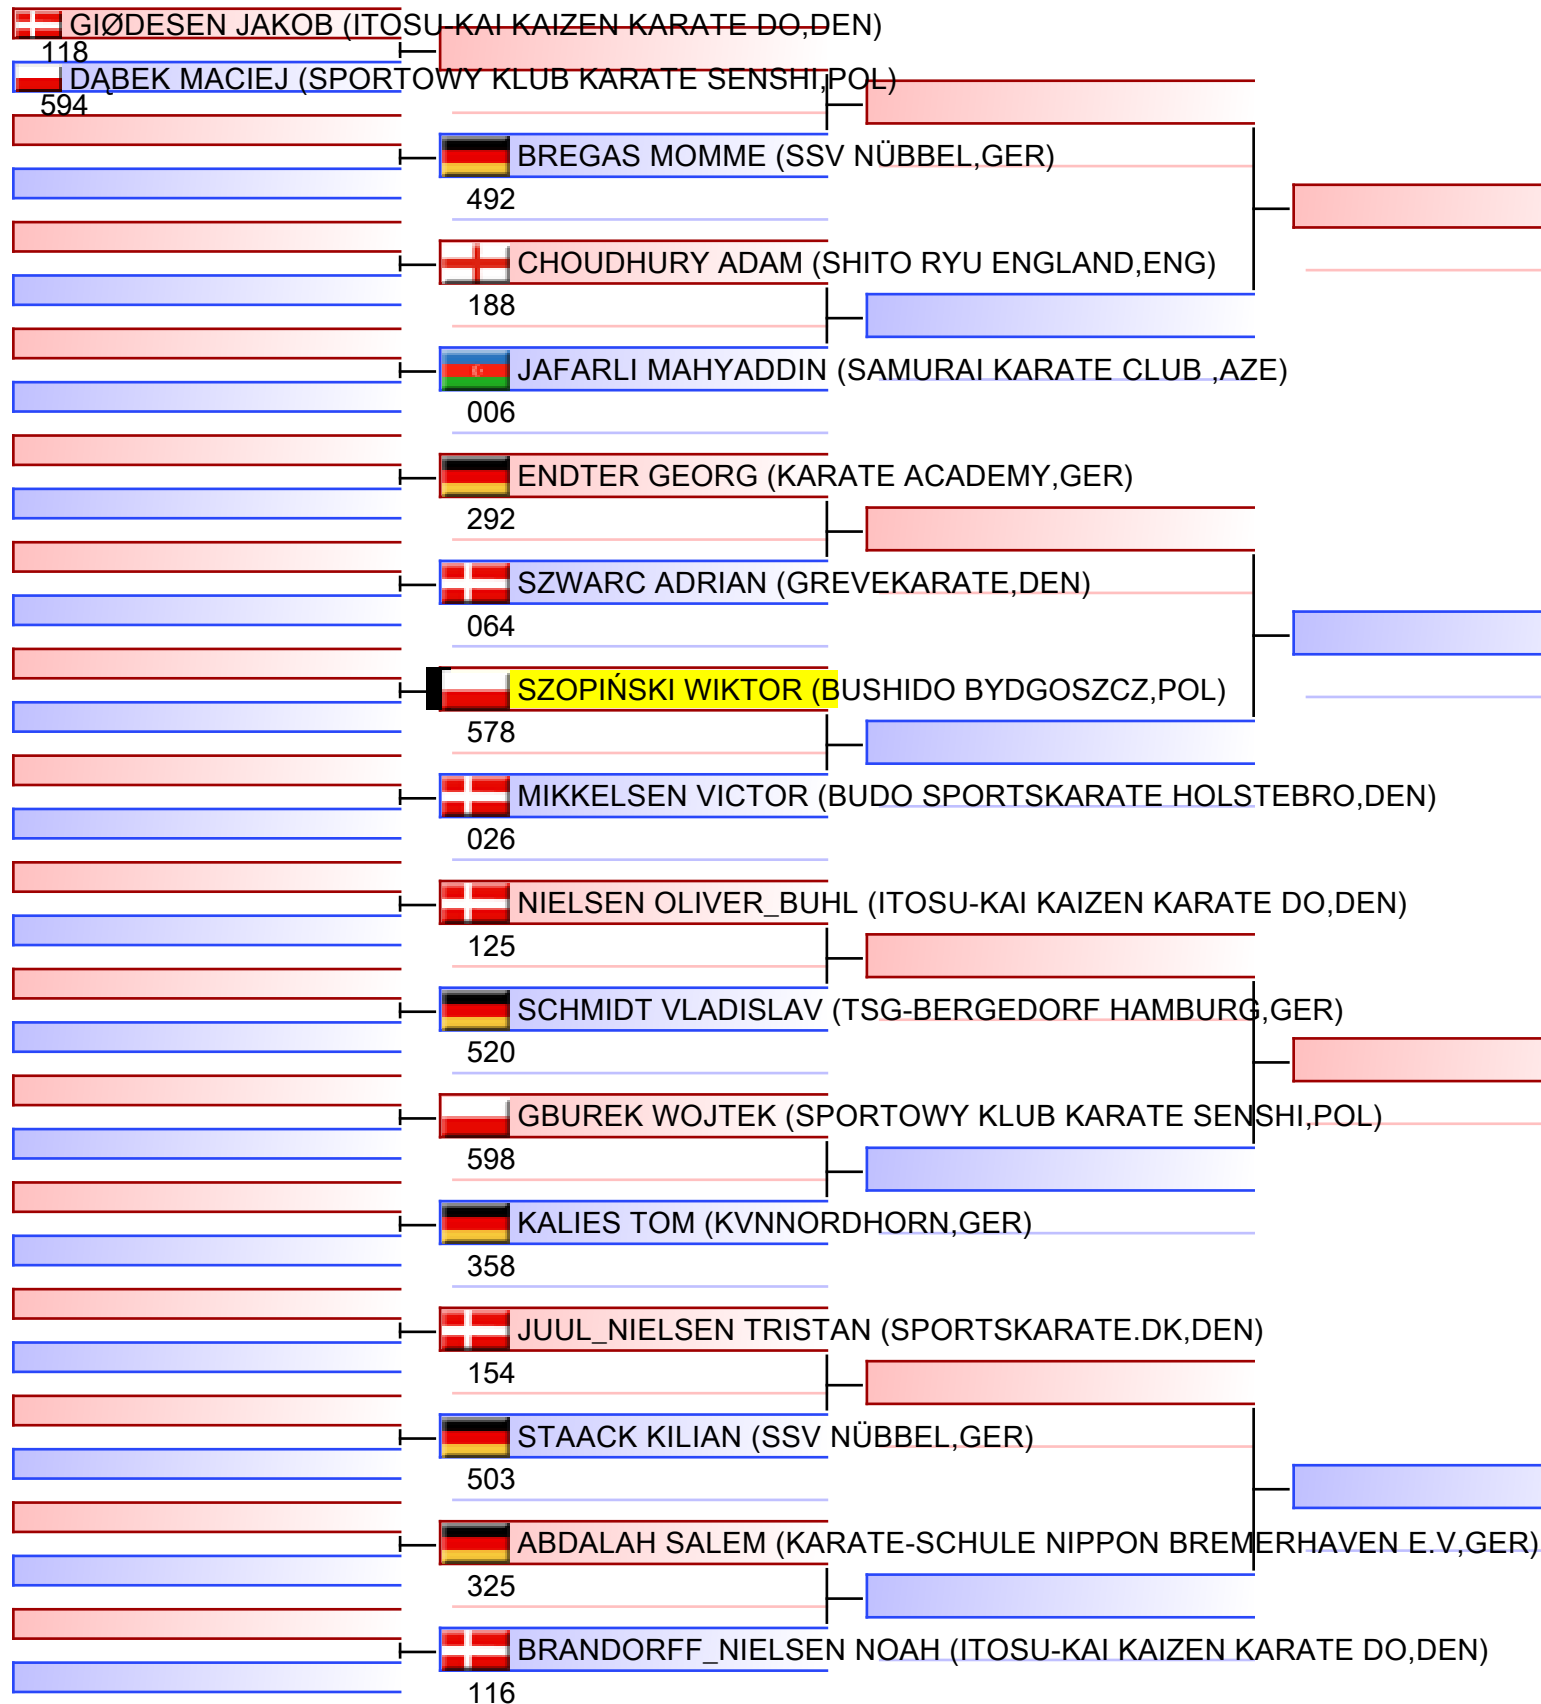 GIØDESEN JAKOB (ITOSU-KAI KAIZEN KARATE DO,DEN)
118
DĄBEK MACIEJ (SPORTOWY KLUB KARATE SENSHI,POL)
594
BREGAS MOMME (SSV NÜBBEL,GER)
492
CHOUDHURY ADAM (SHITO RYU ENGLAND,ENG)
188
JAFARLI MAHYADDIN (SAMURAI KARATE CLUB ,AZE)
006
ENDTER GEORG (KARATE ACADEMY,GER)
292
SZWARC ADRIAN (GREVEKARATE,DEN)
064
SZOPIŃSKI WIKTOR (BUSHIDO BYDGOSZCZ,POL)
578
MIKKELSEN VICTOR (BUDO SPORTSKARATE HOLSTEBRO,DEN)
026
NIELSEN OLIVER_BUHL (ITOSU-KAI KAIZEN KARATE DO,DEN)
125
SCHMIDT VLADISLAV (TSG-BERGEDORF HAMBURG,GER)
520
GBUREK WOJTEK (SPORTOWY KLUB KARATE SENSHI,POL)
598
KALIES TOM (KVNNORDHORN,GER)
358
JUUL_NIELSEN TRISTAN (SPORTSKARATE.DK,DEN)
154
STAACK KILIAN (SSV NÜBBEL,GER)
503
ABDALAH SALEM (KARATE-SCHULE NIPPON BREMERHAVEN E.V,GER)
325
BRANDORFF_NIELSEN NOAH (ITOSU-KAI KAIZEN KARATE DO,DEN)
116